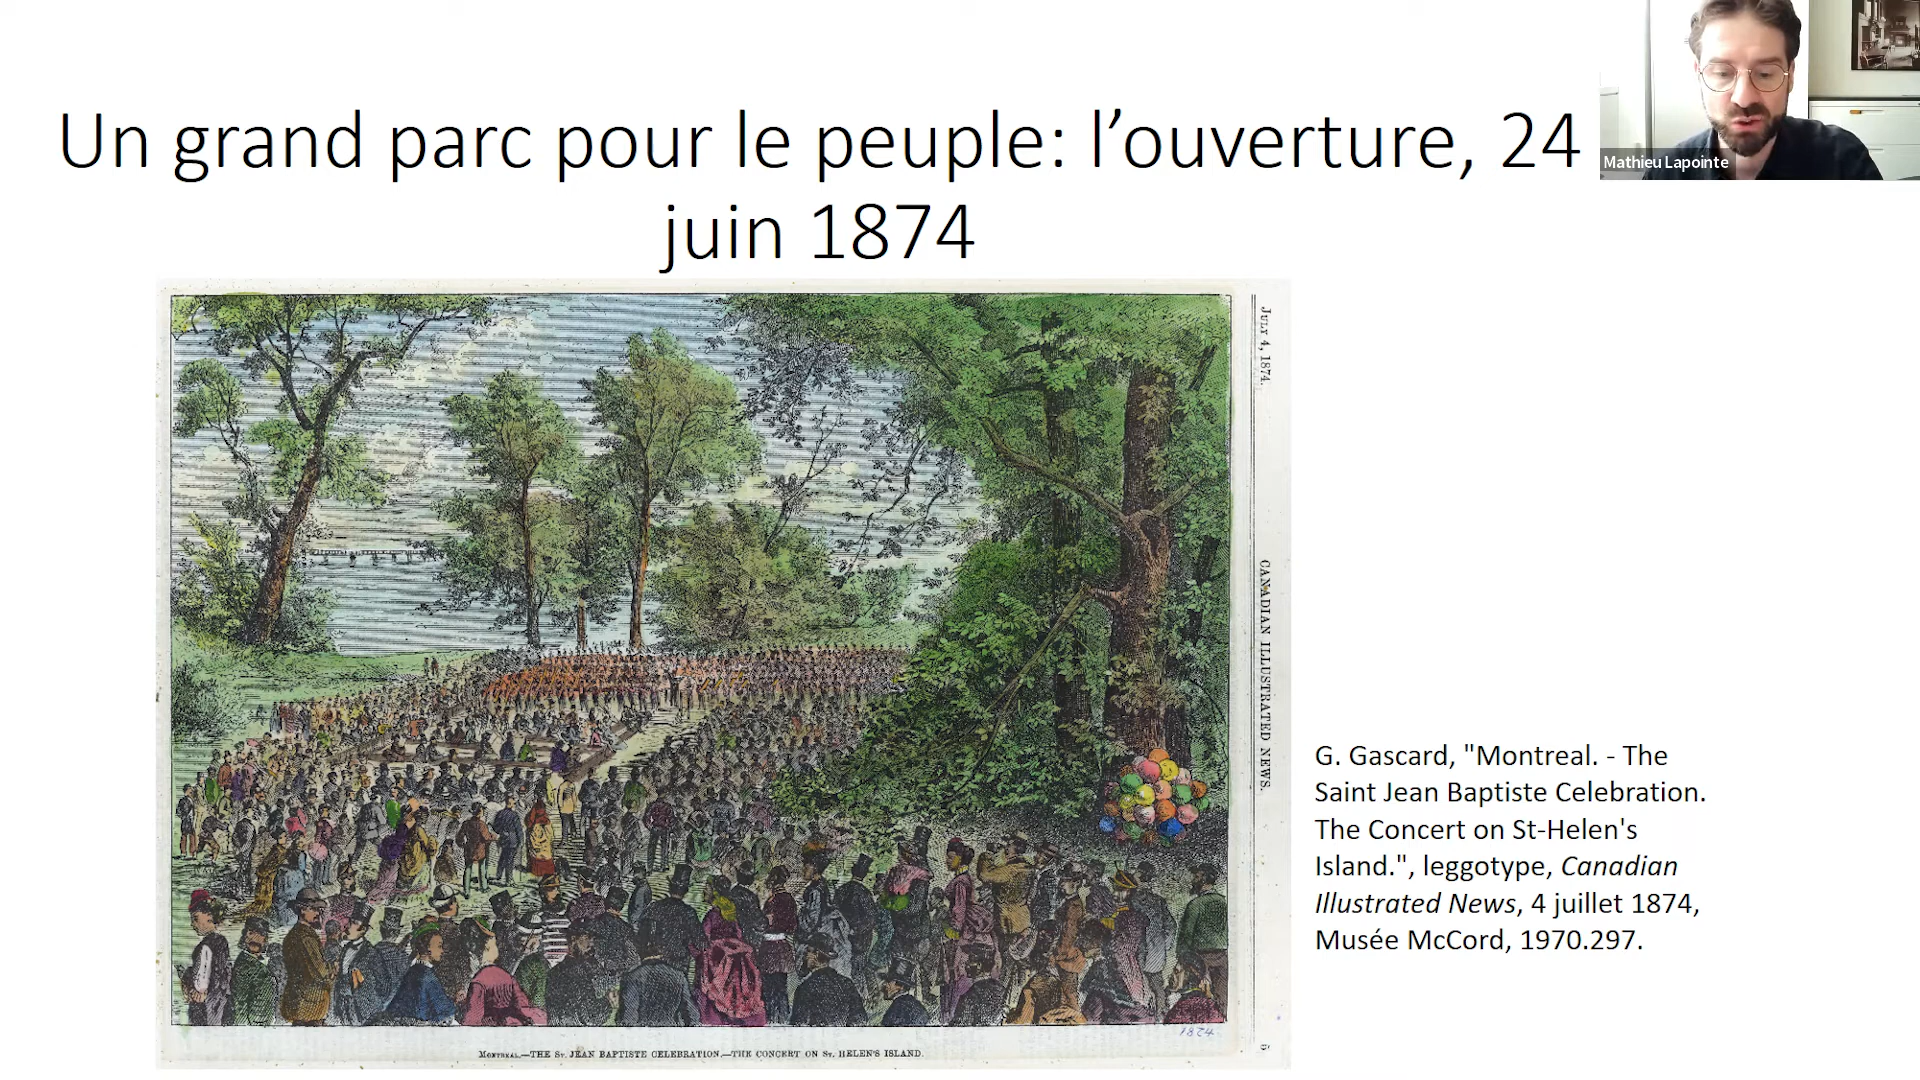 Un grand parc pour le peuple: l’ouverture, 24
juin 1874
Mathieu Lapointe
JULY 4, 1874.
CANADIAN ILLUSTRATED NEWS.
G. Gascard, "Montreal. - The
Saint Jean Baptiste Celebration.
The Concert on St-Helen's
Island.", leggotype, Canadian
Illustrated News, 4 juillet 1874,
Musée McCord, 1970.297.
1874
MONTREAL.—THE ST. JEAN BAPTISTE CELEBRATION.—THE CONCERT ON ST. HELEN'S ISLAND.